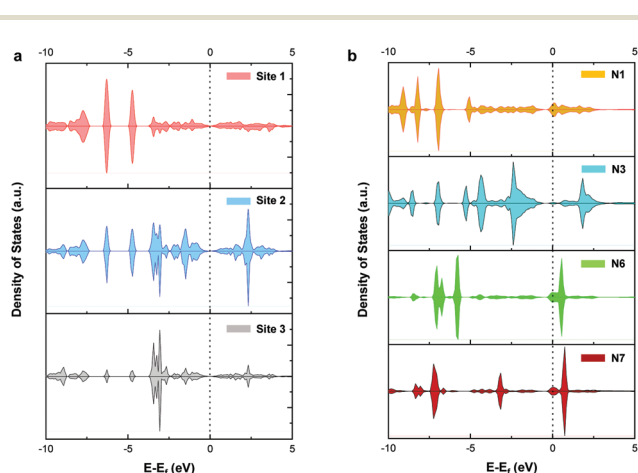 a
-10 -5 0 5
Site 1
Site 2
Site 3
Density of States (a.u.)
-10 -5 0 5
E-Ef (eV)
b
-10 -5 0 5
N1
N3
N6
N7
Density of States (a.u.)
-10 -5 0 5
E-Ef (eV)